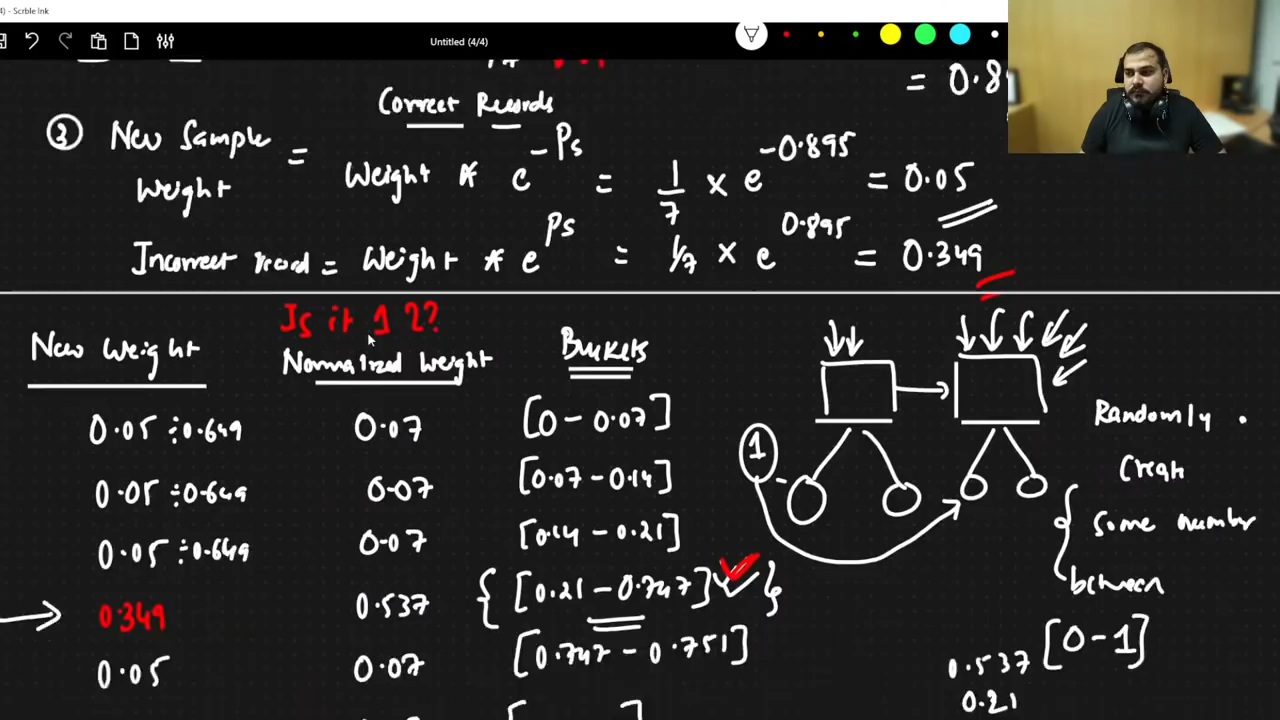 4) - Scrble Ink
Untitled (4/4)
Correct Records
= 0.8
③ New Sample Weight = Weight * e^-Ps = 1/7 × e^-0.895 = 0.05
Incorrect = Weight * e^Ps = 1/7 × e^0.895 = 0.349
Is it 1 ??
New Weight Normalized Weight Buckets
0.05 ÷0.649 0.07 [0 - 0.07]
0.05 ÷0.649 0.07 [0.07 - 0.14]
0.05 ÷0.649 0.07 [0.14 - 0.21]
0.349 0.537 { [0.21 - 0.747] }
0.05 0.07 [0.747 - 0.751]
1
Randomly
Create
some number
between
[0-1]
0.537
0.21